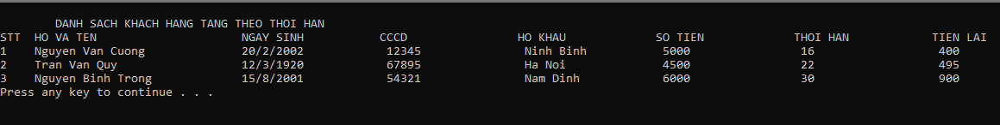 DANH SACH KHACH HANG TANG THEO THOI HAN
STT HO VA TEN NGAY SINH CCCD HO KHAU SO TIEN THOI HAN TIEN LAI
1 Nguyen Van Cuong 20/2/2002 12345 Ninh Binh 5000 16 400
2 Tran Van Quy 12/3/1920 67895 Ha Noi 4500 22 495
3 Nguyen Binh Trong 15/8/2001 54321 Nam Dinh 6000 30 900
Press any key to continue . . .